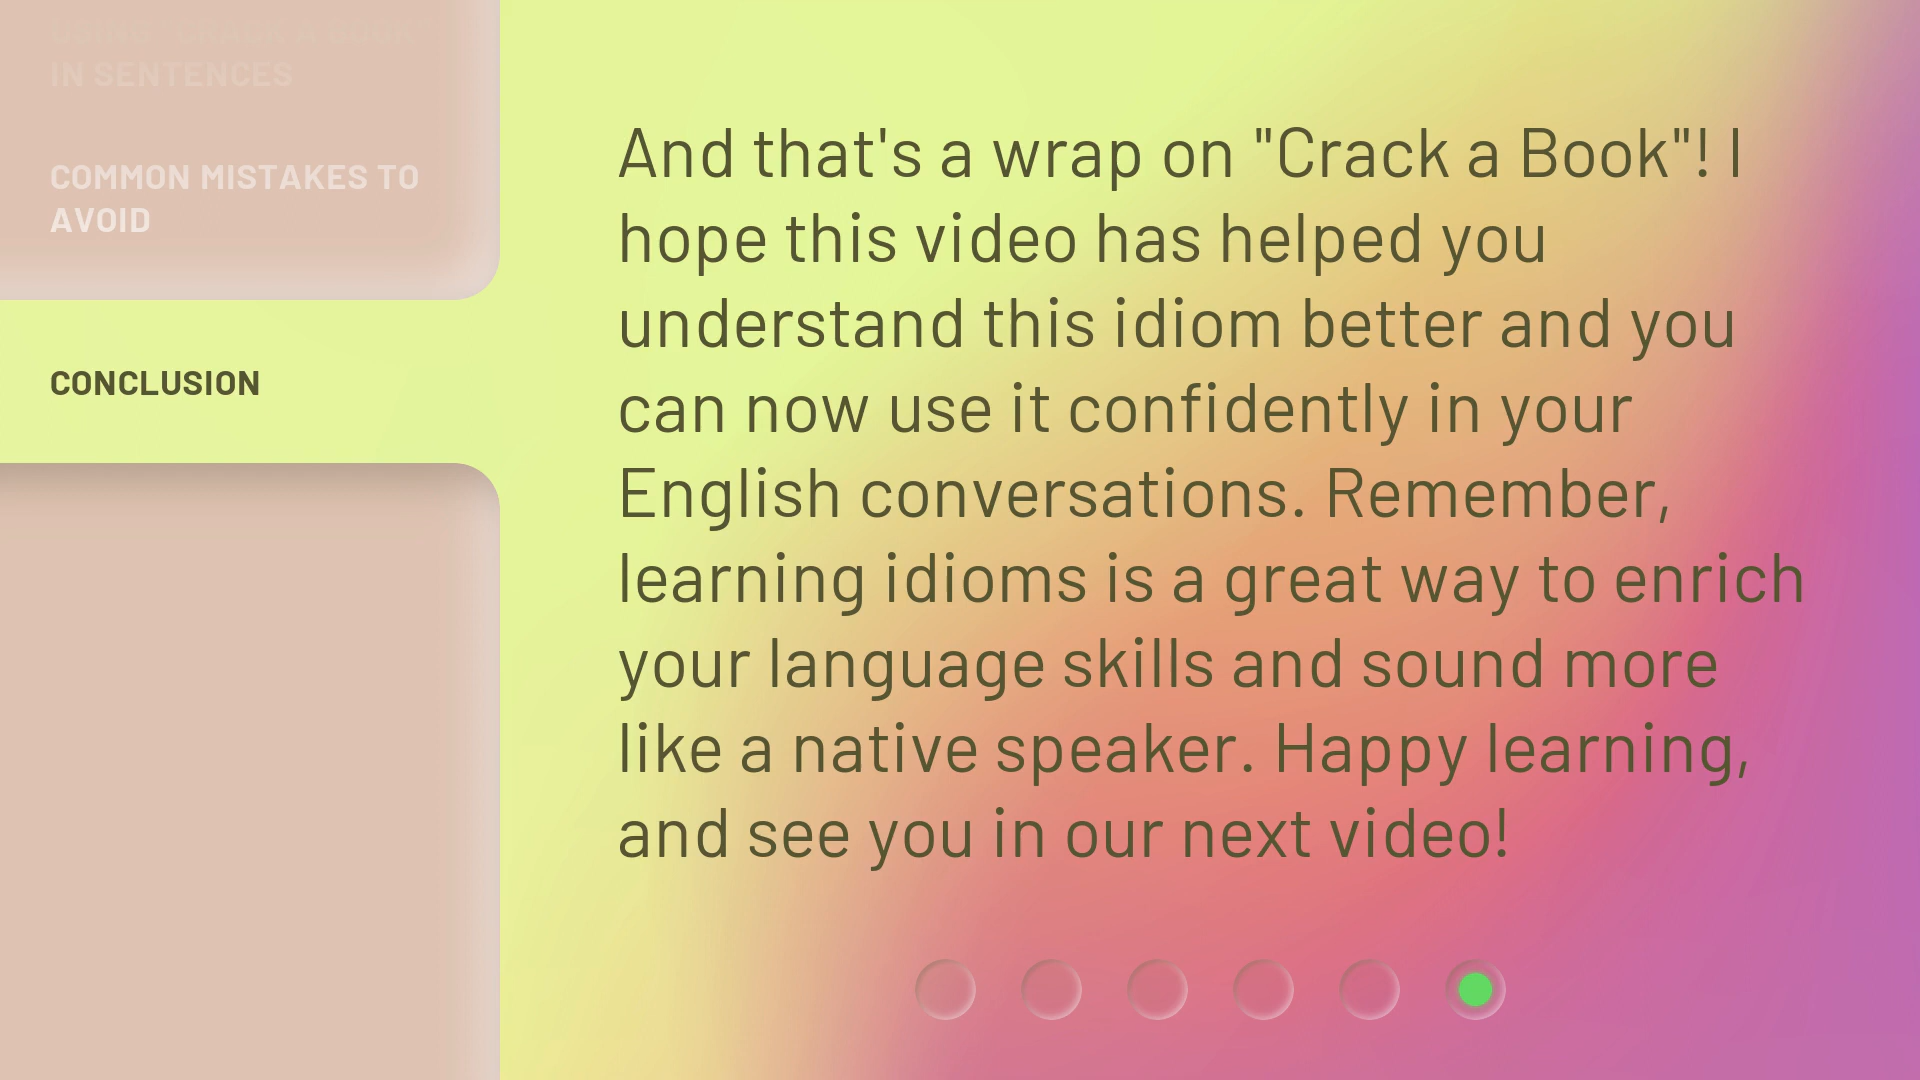 USING "CRACK A BOOK"
IN SENTENCES
COMMON MISTAKES TO
AVOID
CONCLUSION
And that's a wrap on "Crack a Book"! I
hope this video has helped you
understand this idiom better and you
can now use it confidently in your
English conversations. Remember,
learning idioms is a great way to enrich
your language skills and sound more
like a native speaker. Happy learning,
and see you in our next video!